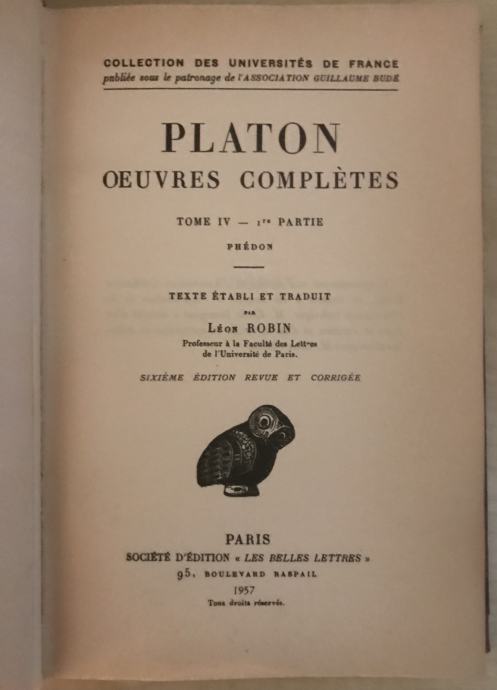 COLLECTION DES UNIVERSITÉS DE FRANCE
publiée sous le patronage de l'ASSOCIATION GUILLAUME BUDÉ
PLATON
OEUVRES COMPLÈTES
TOME IV — 1re PARTIE
PHÉDON
TEXTE ÉTABLI ET TRADUIT
PAR
LÉON ROBIN
Professeur à la Faculté des Lettres
de l'Université de Paris.
SIXIÈME ÉDITION REVUE ET CORRIGÉE
PARIS
SOCIÉTÉ D'ÉDITION « LES BELLES LETTRES »
95, BOULEVARD RASPAIL
1957
Tous droits réservés.